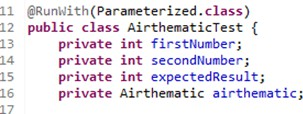 11 @RunWith(Parameterized.class)
12 public class AirthematicTest {
13 private int firstNumber;
14 private int secondNumber;
15 private int expectedResult;
16 private Airthematic airthematic;
17